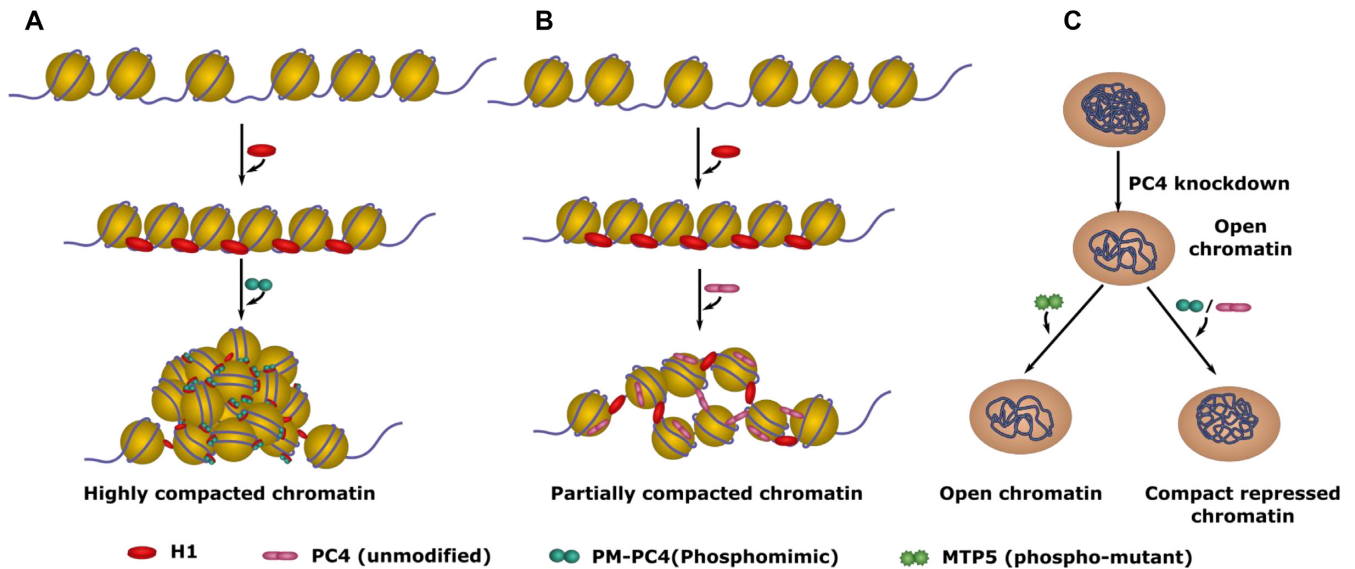 A
B
C
PC4 knockdown
Open
chromatin
/
Highly compacted chromatin
Partially compacted chromatin
Open chromatin
Compact repressed
chromatin
H1
PC4 (unmodified)
PM-PC4(Phosphomimic)
MTP5 (phospho-mutant)